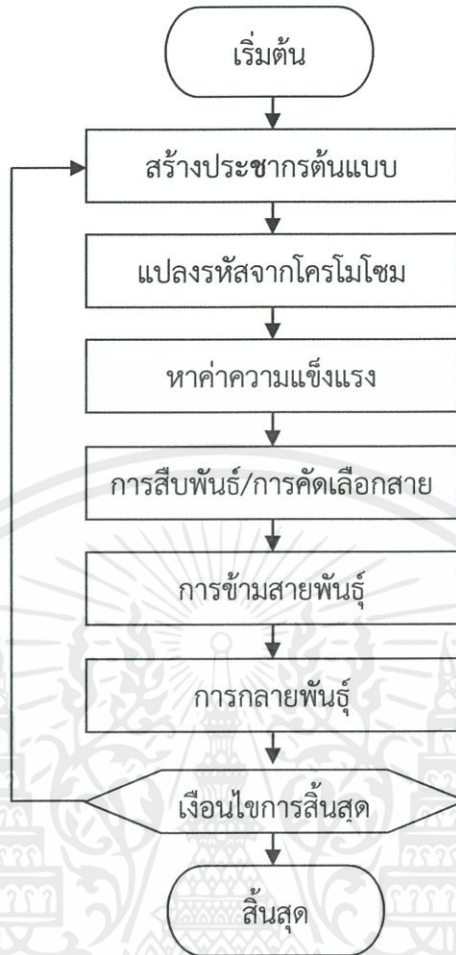 เริ่มต้น
สร้างประชากรต้นแบบ
แปลงรหัสจากโครโมโซม
หาค่าความแข็งแรง
การสืบพันธ์/การคัดเลือกสาย
การข้ามสายพันธุ์
การกลายพันธุ์
เงือนไขการสิ้นสุด
สิ้นสุด